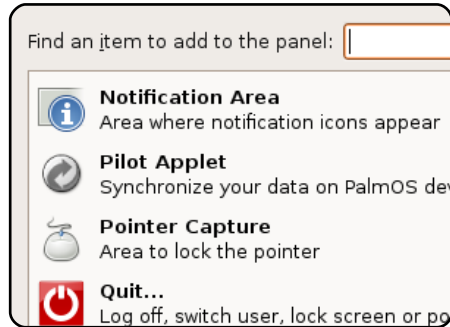 Find an item to add to the panel:
Notification Area
Area where notification icons appear
Pilot Applet
Synchronize your data on PalmOS
Pointer Capture
Area to lock the pointer
Quit...
Log off, switch user, lock screen or